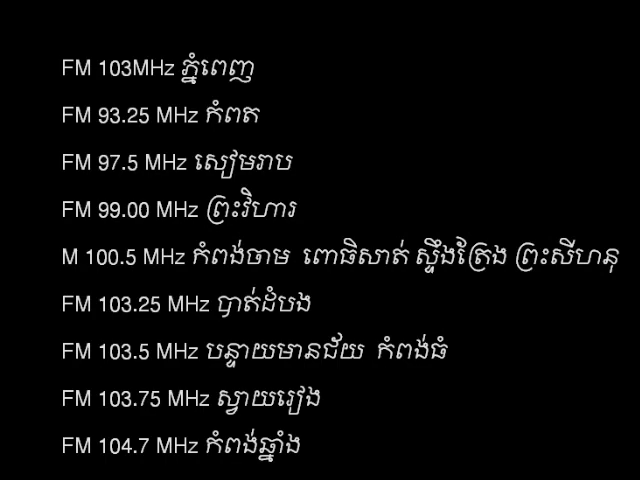 FM 103MHz ភ្នំពេញ
FM 93.25 MHz កំពត
FM 97.5 MHz សៀមរាប
FM 99.00 MHz ព្រះវិហារ
M 100.5 MHz កំពង់ចាម ពោធិសាត់ ស្ទឹងត្រែង ព្រះសីហនុ
FM 103.25 MHz បាត់ដំបង
FM 103.5 MHz បន្ទាយមានជ័យ កំពង់ធំ
FM 103.75 MHz ស្វាយរៀង
FM 104.7 MHz កំពង់ឆ្នាំង